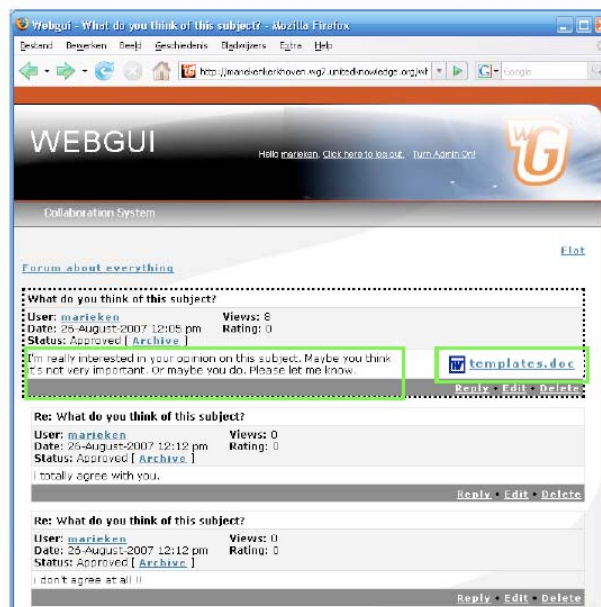 Webgui - What do you think of this subject? - Mozilla Firefox
Bestand Bewerken Beeld Geschiedenis Bladwijzers Extra Help
G Google
WEBGUI
Hello marieken. Click here to log out. - Turn Admin On!
WG
Collaboration System
Flat
Forum about everything
What do you think of this subject?
User: marieken Views: 8
Date: 26-August-2007 12:05 pm Rating: 0
Status: Approved [ Archive ]
I'm really interested in your opinion on this subject. Maybe you think
it's not very important. Or maybe you do. Please let me know.
W templates.doc
Reply • Edit • Delete
Re: What do you think of this subject?
User: marieken Views: 0
Date: 26-August-2007 12:12 pm Rating: 0
Status: Approved [ Archive ]
i totally agree with you.
Reply • Edit • Delete
Re: What do you think of this subject?
User: marieken Views: 0
Date: 26-August-2007 12:12 pm Rating: 0
Status: Approved [ Archive ]
i don't agree at all !!
Reply • Edit • Delete